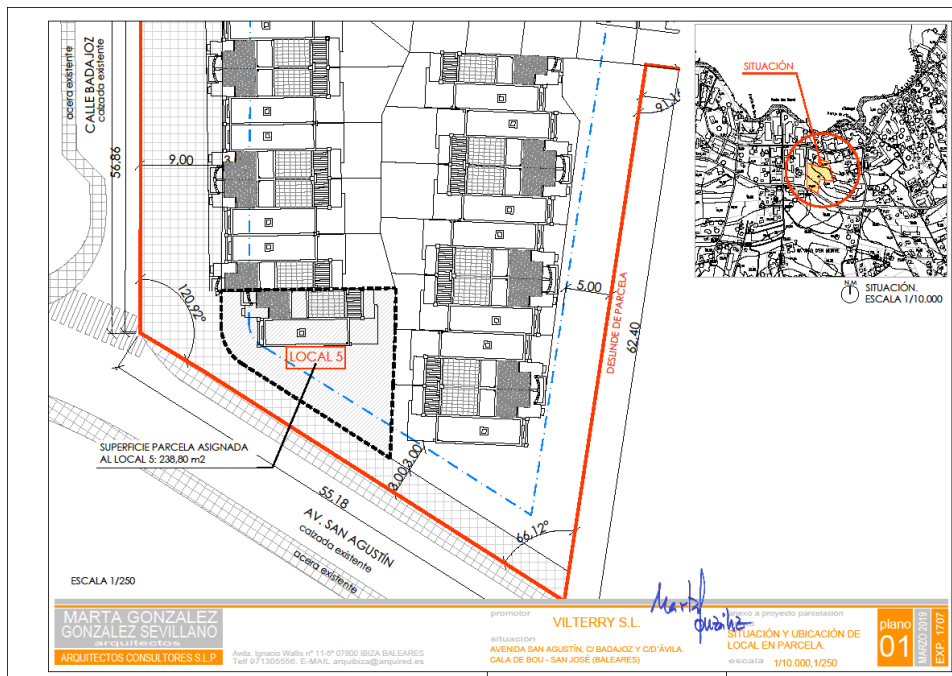 acera existente
CALLE BADAJOZ
calzada existente
56.86
9.00
120.92°
LOCAL 5
SUPERFICIE PARCELA ASIGNADA
AL LOCAL 5: 238,80 m2
55.18
3.00
3.00
AV. SAN AGUSTÍN
calzada existente
acera existente
66.12°
5.00
DESLINDE DE PARCELA
62.40
SITUACIÓN
N.M
SITUACIÓN.
ESCALA 1/10.000
ESCALA 1/250
MARTA GONZALEZ
GONZALEZ SEVILLANO
arquitectos
ARQUITECTOS CONSULTORES S.L.P.
Avda. Ignacio Wallis nº 11-5º 07800 IBIZA BALEARES
Telf 971305556. E-MAIL arquibiza@arquired.es
promotor
VILTERRY S.L.
situación
AVENIDA SAN AGUSTÍN, C/ BADAJOZ Y C/D´ÀVILA.
CALA DE BOU - SAN JOSÉ (BALEARES)
anexo a proyecto parcelación
SITUACIÓN Y UBICACIÓN DE
LOCAL EN PARCELA.
escala 1/10.000,1/250
plano
01
MARZO 2019
EXP 1707